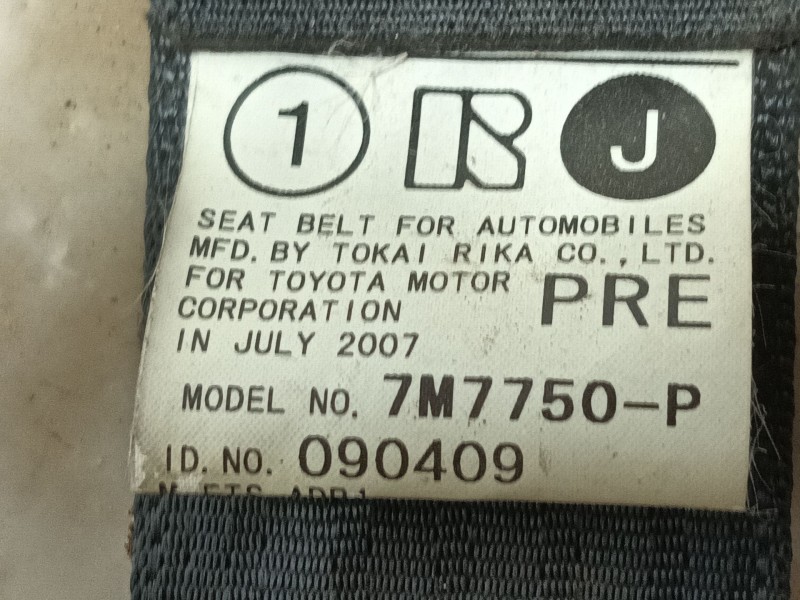 1 R J
SEAT BELT FOR AUTOMOBILES
MFD. BY TOKAI RIKA CO., LTD.
FOR TOYOTA MOTOR
CORPORATION
PRE
IN JULY 2007
MODEL NO. 7M7750-P
ID. NO. 090409